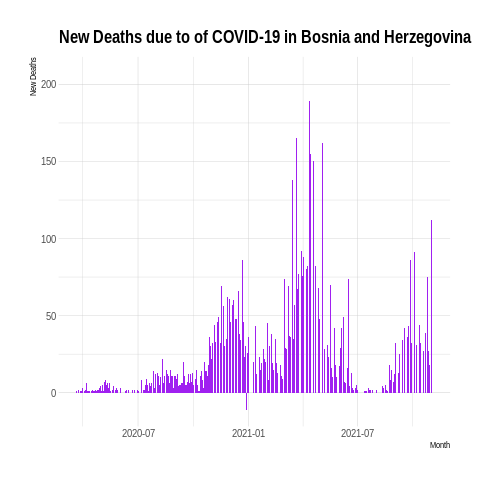 New Deaths due to of COVID-19 in Bosnia and Herzegovina
New Deaths
200
150
100
50
0
2020-07
2021-01
2021-07
Month